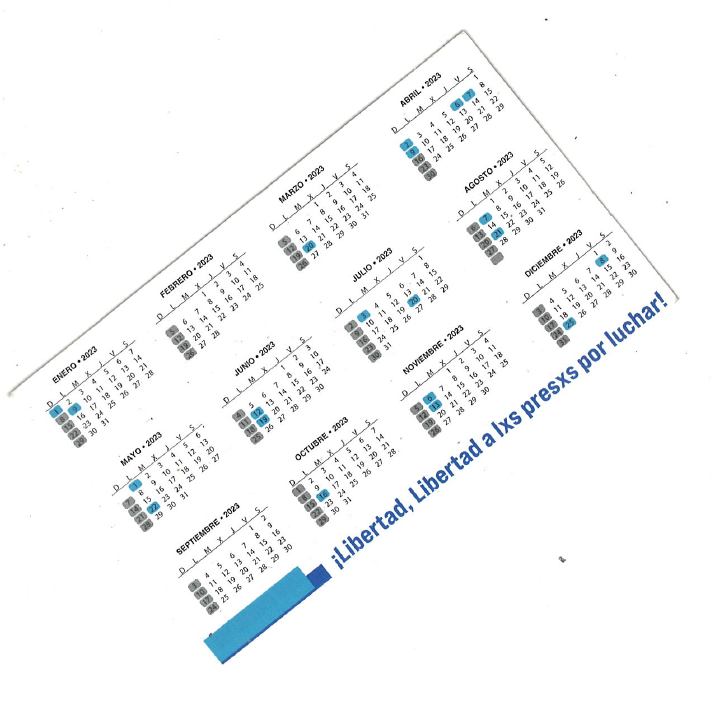 ENERO • 2023
D L M X J V S
1 2 3 4 5 6 7
8 9 10 11 12 13 14
15 16 17 18 19 20 21
22 23 24 25 26 27 28
29 30 31
FEBRERO • 2023
D L M X J V S
1 2 3 4
5 6 7 8 9 10 11
12 13 14 15 16 17 18
19 20 21 22 23 24 25
26 27 28
MARZO • 2023
D L M X J V S
1 2 3 4
5 6 7 8 9 10 11
12 13 14 15 16 17 18
19 20 21 22 23 24 25
26 27 28 29 30 31
ABRIL • 2023
D L M X J V S
1
2 3 4 5 6 7 8
9 10 11 12 13 14 15
16 17 18 19 20 21 22
23 24 25 26 27 28 29
30
MAYO • 2023
D L M X J V S
1 2 3 4 5 6
7 8 9 10 11 12 13
14 15 16 17 18 19 20
21 22 23 24 25 26 27
28 29 30 31
JUNIO • 2023
D L M X J V S
1 2 3
4 5 6 7 8 9 10
11 12 13 14 15 16 17
18 19 20 21 22 23 24
25 26 27 28 29 30
JULIO • 2023
D L M X J V S
1
2 3 4 5 6 7 8
9 10 11 12 13 14 15
16 17 18 19 20 21 22
23 24 25 26 27 28 29
30 31
AGOSTO • 2023
D L M X J V S
1 2 3 4 5
6 7 8 9 10 11 12
13 14 15 16 17 18 19
20 21 22 23 24 25 26
27 28 29 30 31
SEPTIEMBRE • 2023
D L M X J V S
1 2
3 4 5 6 7 8 9
10 11 12 13 14 15 16
17 18 19 20 21 22 23
24 25 26 27 28 29 30
OCTUBRE • 2023
D L M X J V S
1 2 3 4 5 6 7
8 9 10 11 12 13 14
15 16 17 18 19 20 21
22 23 24 25 26 27 28
29 30 31
NOVIEMBRE • 2023
D L M X J V S
1 2 3 4
5 6 7 8 9 10 11
12 13 14 15 16 17 18
19 20 21 22 23 24 25
26 27 28 29 30
DICIEMBRE • 2023
D L M X J V S
1 2
3 4 5 6 7 8 9
10 11 12 13 14 15 16
17 18 19 20 21 22 23
24 25 26 27 28 29 30
31
¡Libertad, Libertad a lxs presxs por luchar!